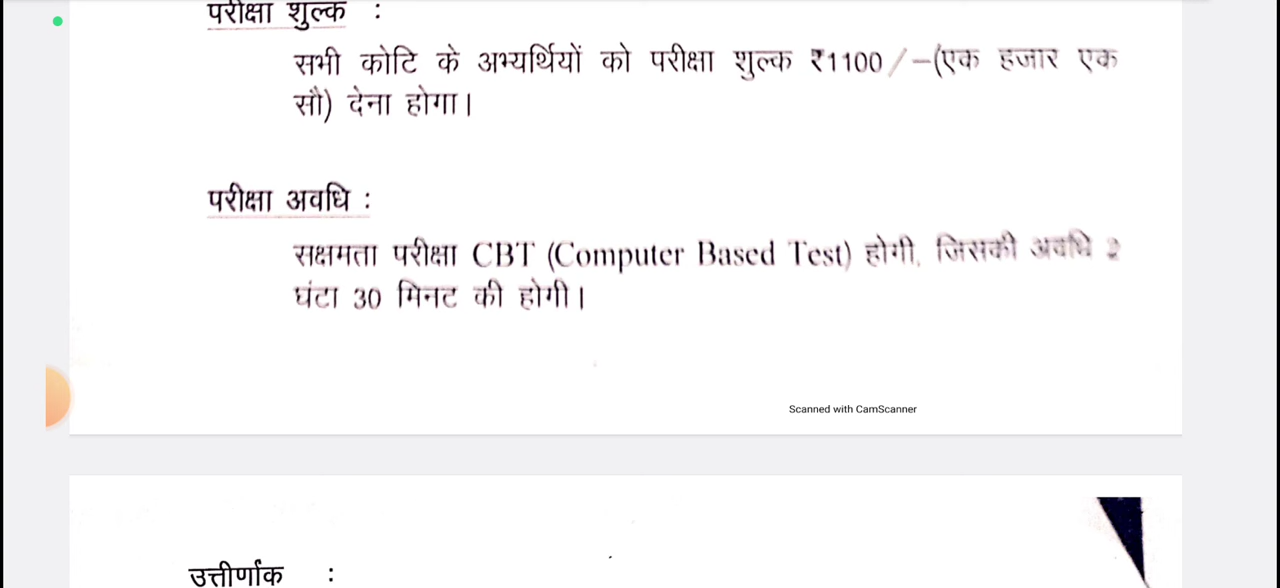 परीक्षा शुल्क :
सभी कोटि के अभ्यर्थियों को परीक्षा शुल्क ₹1100/-(एक हजार एक
सौ) देना होगा।
परीक्षा अवधि :
सक्षमता परीक्षा CBT (Computer Based Test) होगी, जिसकी अवधि 2
घंटा 30 मिनट की होगी।
Scanned with CamScanner
उत्तीर्णांक :